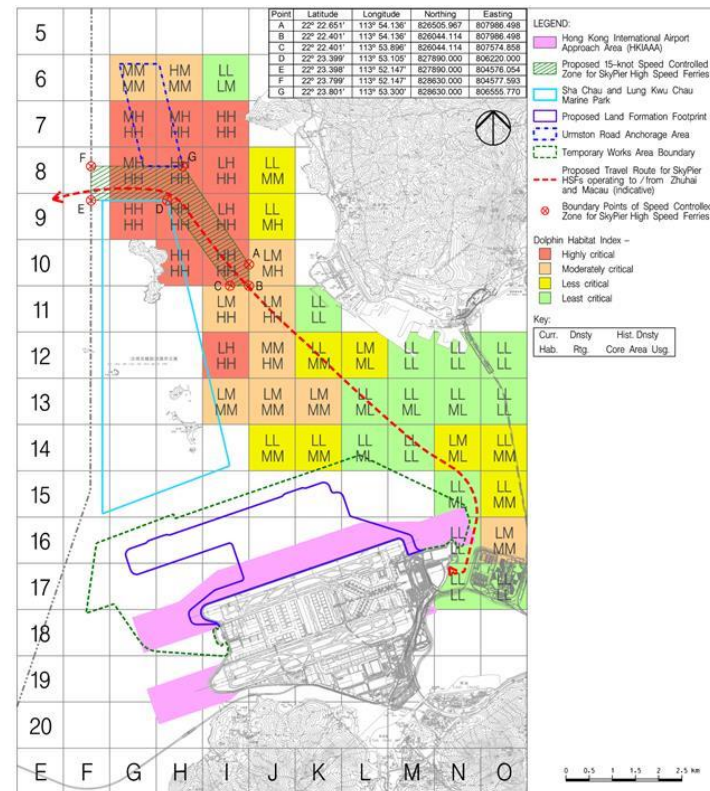 Point Latitude Longitude Northing Easting
A 22° 22.651' 113° 54.136' 826505.967 807986.498
B 22° 22.401' 113° 54.136' 826044.114 807986.498
C 22° 22.401' 113° 53.896' 826044.114 807574.858
D 22° 23.399' 113° 53.105' 827890.000 806220.000
E 22° 23.398' 113° 52.147' 827890.000 804576.054
F 22° 23.799' 113° 52.147' 828630.000 804577.593
G 22° 23.801' 113° 53.300' 828630.000 806555.770
LEGEND:
Hong Kong International Airport
Approach Area (HKIAAA)
Proposed 15-knot Speed Controlled
Zone for SkyPier High Speed Ferries
Sha Chau and Lung Kwu Chau
Marine Park
Proposed Land Formation Footprint
Urmston Road Anchorage Area
Temporary Works Area Boundary
Proposed Travel Route for SkyPier
HSFs operating to / from Zhuhai
and Macau (indicative)
Boundary Points of Speed Controlled
Zone for SkyPier High Speed Ferries
Dolphin Habitat Index –
Highly critical
Moderately critical
Less critical
Least critical
Key:
Curr. Dnsty Hist. Dnsty
Hab. Rtg. Core Area Usg.
5
6
MM HM LL
MM MM LM
7
MH MH HH
HH HH HH
8
F G
MH HH LH LL
HH HH HH MM
9
E D
HH HH LH LL
HH HH HH MH
10
A
HH HH LM
HH HH MH
C B
11
LM LM LL
HH HH LL
12
LH MM LL LM LL LL LL
HH HM MM ML LL LL LL
13
LM LM LM LL LL LL LL
MM MM MM ML ML ML LL
14
LL LL LL LL LM LL
MM MM ML LL ML MM
15
LL LL
ML MM
16
LL LM
LL MM
17
LL LL
LL LL
18
19
20
E F G H I J K L M N O
0 0.5 1 1.5 2 2.5 km